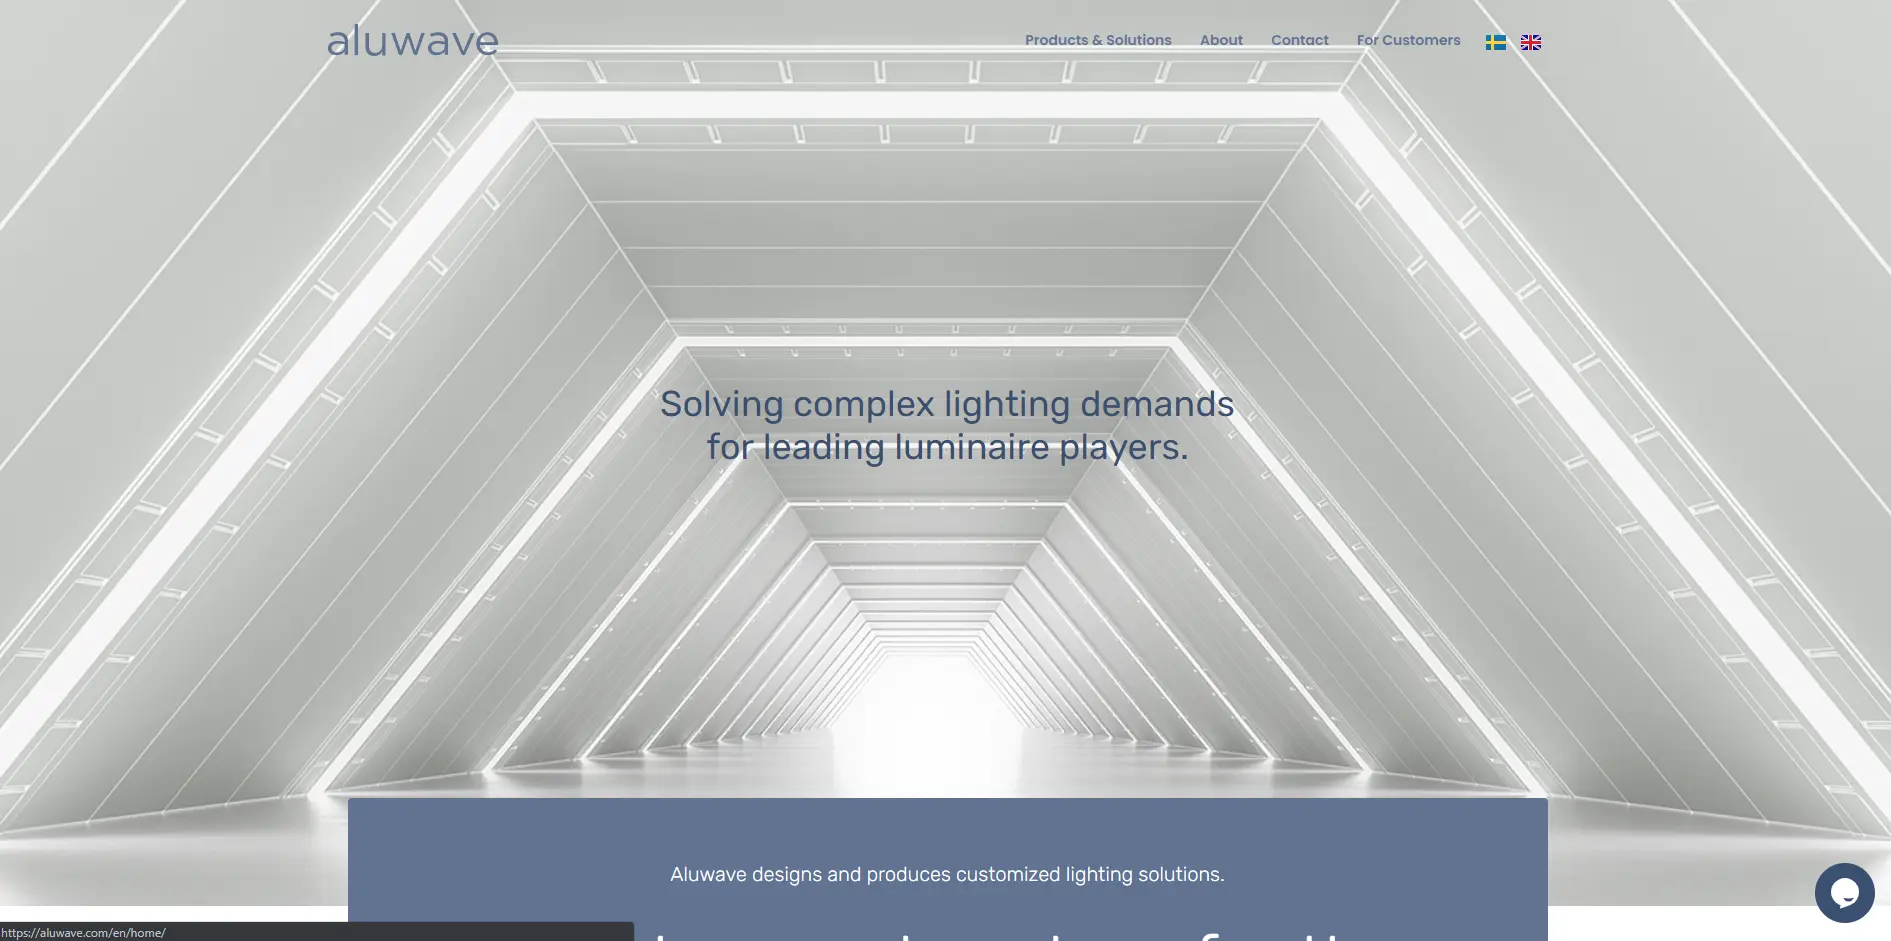 aluwave
Products & Solutions
About
Contact
For Customers
Solving complex lighting demands
for leading luminaire players.
Aluwave designs and produces customized lighting solutions.
https://aluwave.com/en/home/